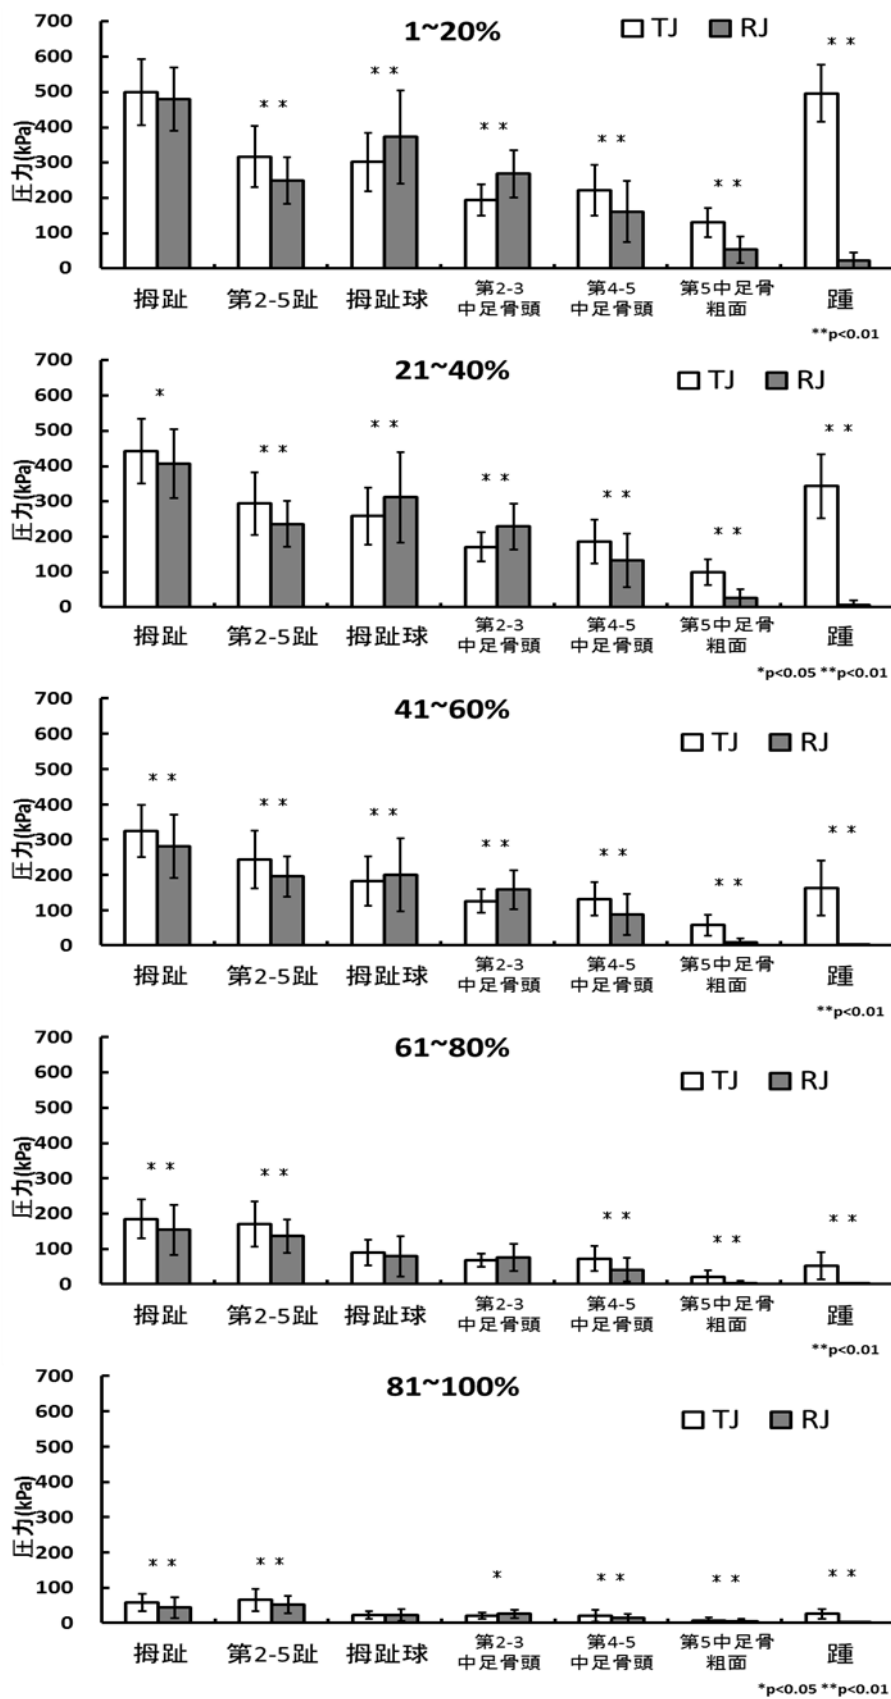 1~20%
TJ RJ
700
600
500
400
300
200
100
0
圧力(kPa)
** ** ** ** ** **
拇趾 第2-5趾 拇趾球 第2-3 中足骨頭 第4-5 中足骨頭 第5中足骨 粗面 踵
**p<0.01
21~40%
TJ RJ
700
600
500
400
300
200
100
0
圧力(kPa)
* ** ** ** ** ** **
拇趾 第2-5趾 拇趾球 第2-3 中足骨頭 第4-5 中足骨頭 第5中足骨 粗面 踵
*p<0.05 **p<0.01
41~60%
TJ RJ
700
600
500
400
300
200
100
0
圧力(kPa)
** ** ** ** ** ** **
拇趾 第2-5趾 拇趾球 第2-3 中足骨頭 第4-5 中足骨頭 第5中足骨 粗面 踵
**p<0.01
61~80%
TJ RJ
700
600
500
400
300
200
100
0
圧力(kPa)
** ** ** ** **
拇趾 第2-5趾 拇趾球 第2-3 中足骨頭 第4-5 中足骨頭 第5中足骨 粗面 踵
**p<0.01
81~100%
TJ RJ
700
600
500
400
300
200
100
0
圧力(kPa)
** ** * ** ** **
拇趾 第2-5趾 拇趾球 第2-3 中足骨頭 第4-5 中足骨頭 第5中足骨 粗面 踵
*p<0.05 **p<0.01